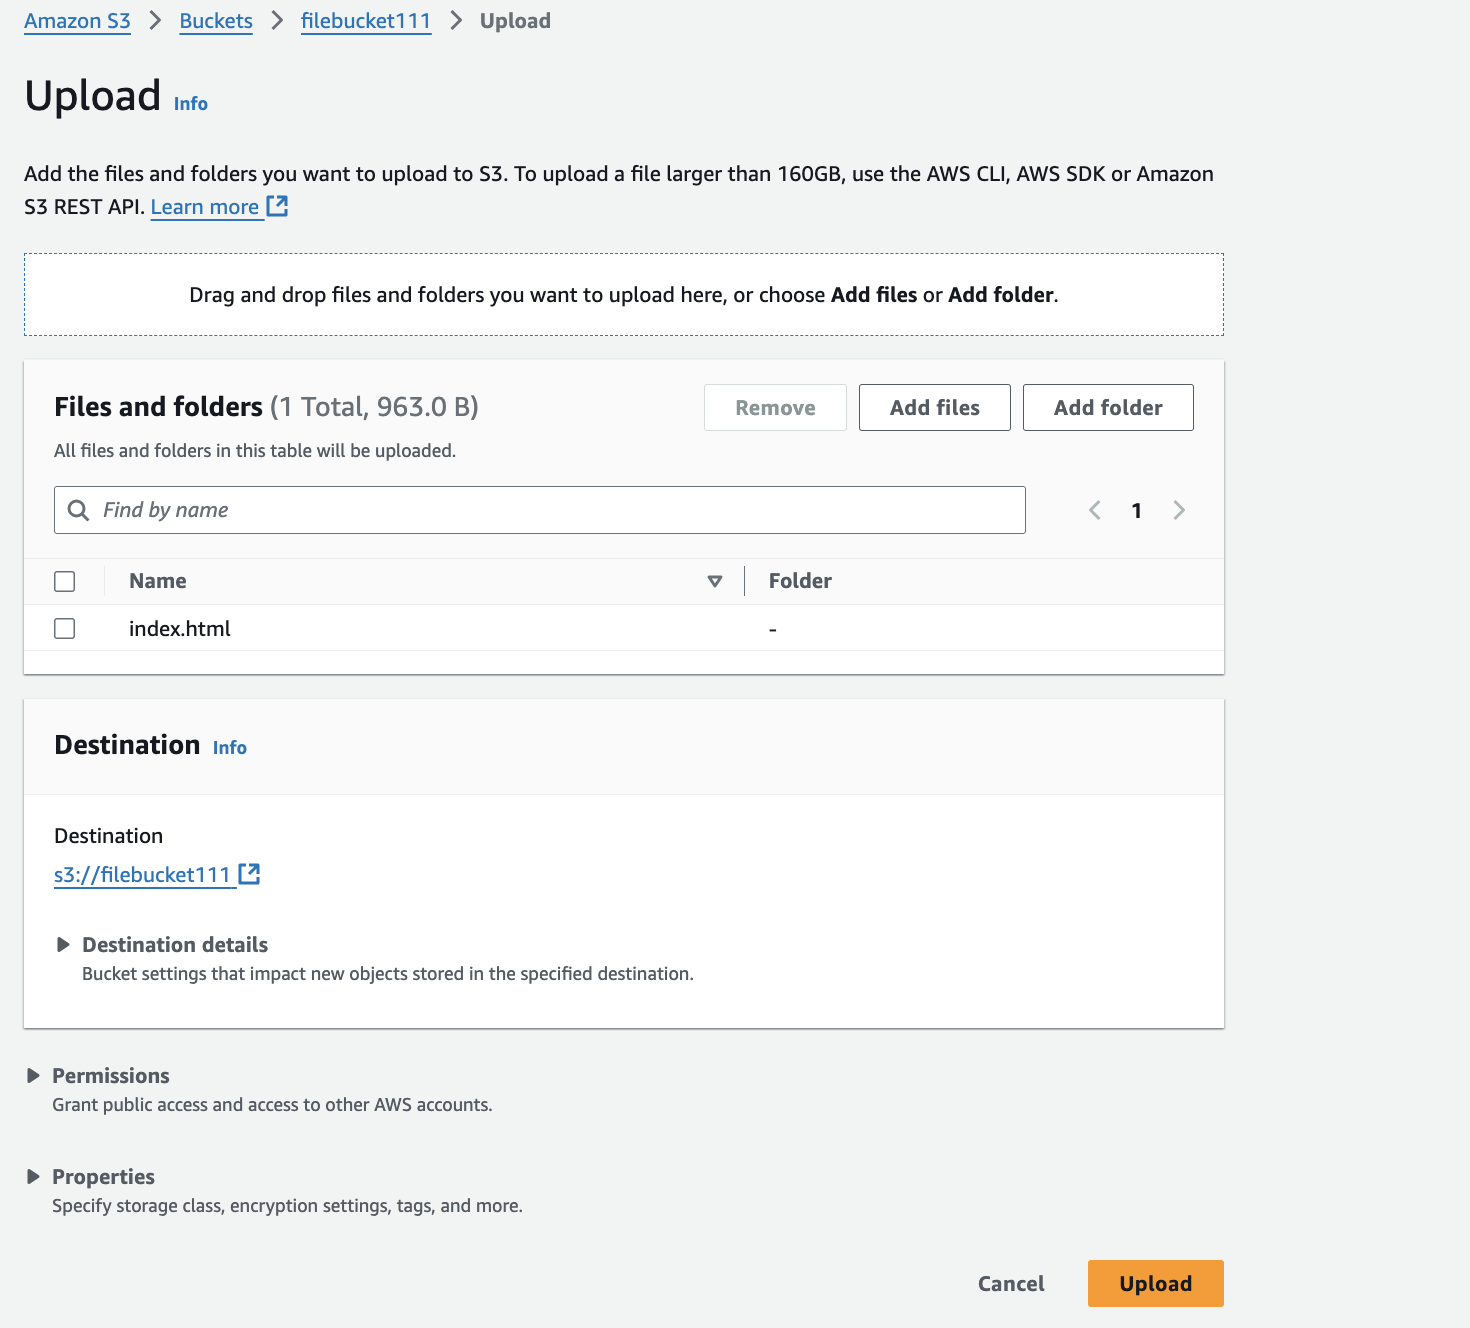 Amazon S3 > Buckets > filebucket111 > Upload
Upload Info
Add the files and folders you want to upload to S3. To upload a file larger than 160GB, use the AWS CLI, AWS SDK or Amazon
S3 REST API. Learn more
Drag and drop files and folders you want to upload here, or choose Add files or Add folder.
Files and folders (1 Total, 963.0 B)
Remove
Add files
Add folder
All files and folders in this table will be uploaded.
Find by name
1
Name
Folder
index.html
-
Destination Info
Destination
s3://filebucket111
Destination details
Bucket settings that impact new objects stored in the specified destination.
Permissions
Grant public access and access to other AWS accounts.
Properties
Specify storage class, encryption settings, tags, and more.
Cancel
Upload